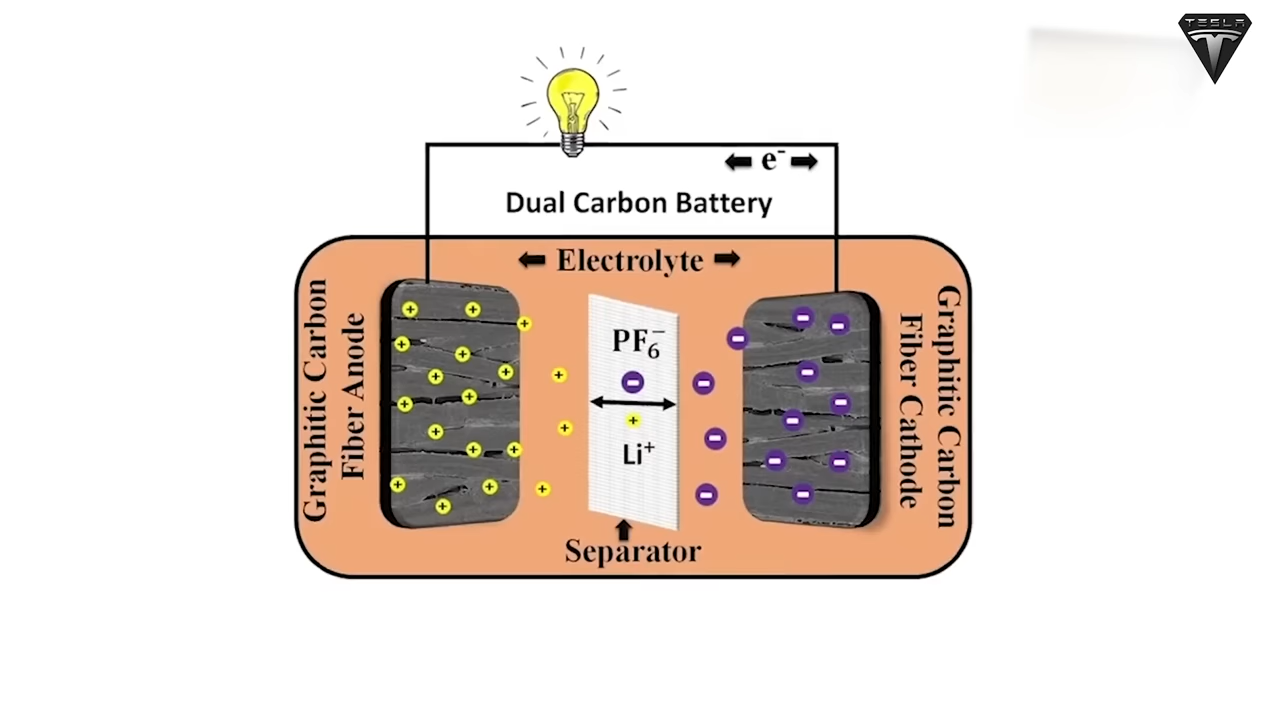 TESLA
e⁻
Dual Carbon Battery
Electrolyte
Graphitic Carbon
Fiber Anode
PF₆⁻
Li⁺
Separator
Graphitic Carbon
Fiber Cathode